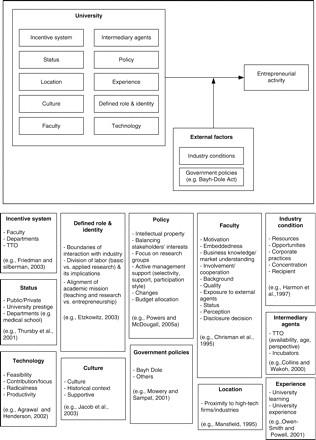 University
Incentive system
Intermediary agents
Status
Policy
Location
Experience
Culture
Defined role & identity
Faculty
Technology
Entrepreneurial
activity
External factors
Industry conditions
Government policies
(e.g. Bayh-Dole Act)
Incentive system
- Faculty
- Departments
- TTO
(e.g., Friedman and
silberman, 2003)
Status
- Public/Private
- University prestige
- Departments (e.g.
medical school)
(e.g., Thursby et al.,
2001)
Technology
- Feasibility
- Contribution/focus
- Radicalness
- Productivity
(e.g., Agrawal and
Henderson, 2002)
Defined role &
identity
- Boundaries of
interaction with industry
- Division of labor (basic
vs. applied research) &
its implications
- Alignment of
academic mission
(teaching and research
vs. entrepreneurship)
(e.g., Etzkowitz, 2003)
Culture
- Culture
- Historical context
- Supportive
(e.g., Jacob et al.,
2003)
Policy
- Intellectual property
- Balancing
stakeholders' interests
- Focus on research
groups
- Active management
support (selectivity,
support, participation
style)
- Changes
- Budget allocation
(e.g., Powers and
McDougall, 2005a)
Government policies
- Bayh Dole
- Others
(e.g., Mowery and
Sampat, 2001)
Faculty
- Motivation
- Embeddedness
- Business knowledge/
market understanding
- Involvement/
cooperation
- Background
- Quality
- Exposure to external
agents
- Status
- Perception
- Disclosure decision
(e.g., Chrisman et al.,
1995)
Location
- Proximity to high-tech
firms/industries
(e.g., Mansfield, 1995)
Industry
condition
- Resources
- Opportunities
- Corporate
practices
- Concentration
- Recipient
(e.g., Harmon et
al.,1997)
Intermediary
agents
- TTO
(availability, age,
perspective)
- Incubators
(e.g.,Collins and
Wakoh, 2000)
Experience
- University
learning
- University
experience
(e.g.,Owen-
Smith and
Powell, 2001)